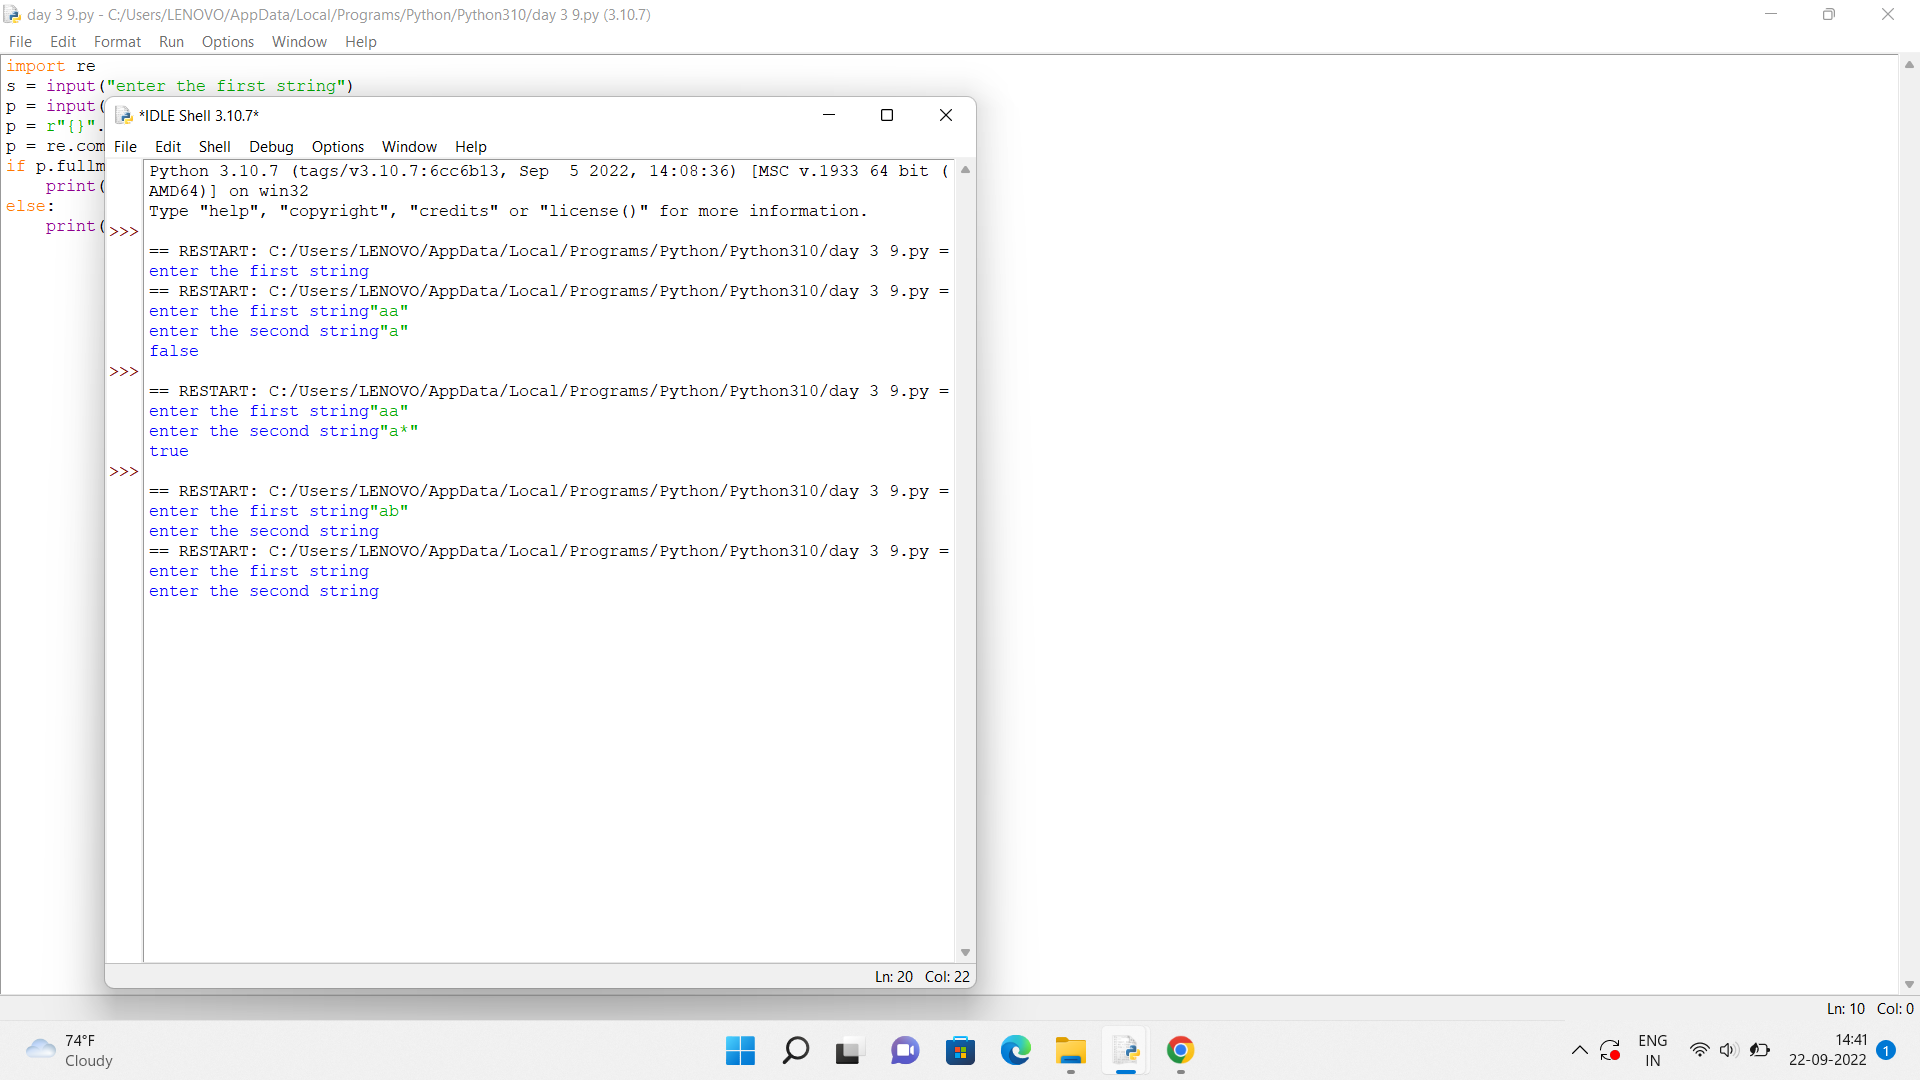 day 3 9.py - C:/Users/LENOVO/AppData/Local/Programs/Python/Python310/day 3 9.py (3.10.7)
File Edit Format Run Options Window Help
import re
s = input("enter the first string")
p = input(
p = r"{}".
p = re.com
if p.fullm
    print(
else:
    print(
*IDLE Shell 3.10.7*
File Edit Shell Debug Options Window Help
Python 3.10.7 (tags/v3.10.7:6cc6b13, Sep  5 2022, 14:08:36) [MSC v.1933 64 bit (
AMD64)] on win32
Type "help", "copyright", "credits" or "license()" for more information.
>>>
== RESTART: C:/Users/LENOVO/AppData/Local/Programs/Python/Python310/day 3 9.py =
enter the first string
== RESTART: C:/Users/LENOVO/AppData/Local/Programs/Python/Python310/day 3 9.py =
enter the first string"aa"
enter the second string"a"
false
>>>
== RESTART: C:/Users/LENOVO/AppData/Local/Programs/Python/Python310/day 3 9.py =
enter the first string"aa"
enter the second string"a*"
true
>>>
== RESTART: C:/Users/LENOVO/AppData/Local/Programs/Python/Python310/day 3 9.py =
enter the first string"ab"
enter the second string
== RESTART: C:/Users/LENOVO/AppData/Local/Programs/Python/Python310/day 3 9.py =
enter the first string
enter the second string
Ln: 20 Col: 22
Ln: 10 Col: 0
74°F
Cloudy
ENG
IN
14:41
22-09-2022
1